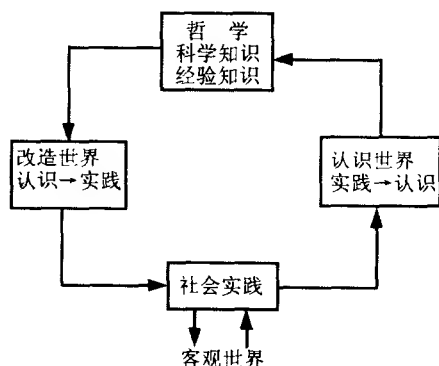 哲 学
科学知识
经验知识
改造世界
认识→实践
认识世界
实践→认识
社会实践
客观世界